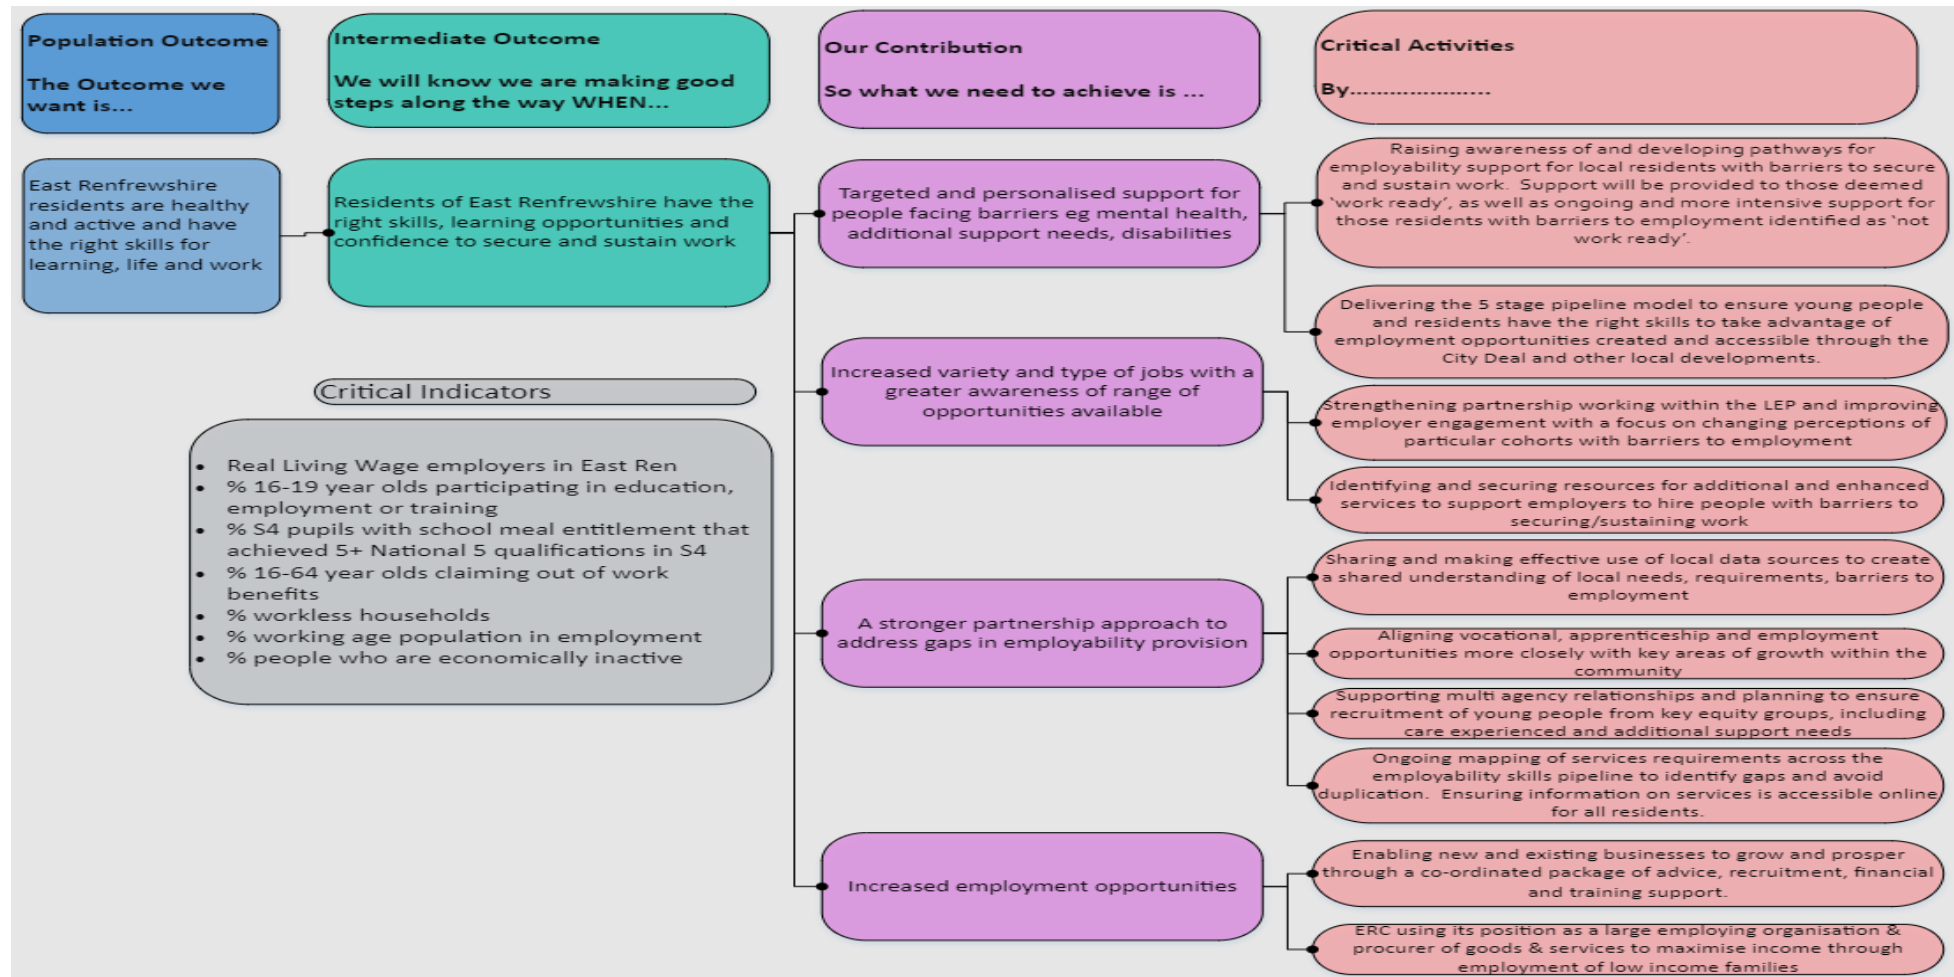 Population Outcome
The Outcome we
want is...
Intermediate Outcome
We will know we are making good
steps along the way WHEN...
Our Contribution
So what we need to achieve is ...
Critical Activities
By.....................
East Renfrewshire
residents are healthy
and active and have
the right skills for
learning, life and work
Residents of East Renfrewshire have the
right skills, learning opportunities and
confidence to secure and sustain work
Targeted and personalised support for
people facing barriers eg mental health,
additional support needs, disabilities
Raising awareness of and developing pathways for
employability support for local residents with barriers to secure
and sustain work.  Support will be provided to those deemed
‘work ready’, as well as ongoing and more intensive support for
those residents with barriers to employment identified as ‘not
work ready’.
Delivering the 5 stage pipeline model to ensure young people
and residents have the right skills to take advantage of
employment opportunities created and accessible through the
City Deal and other local developments.
Increased variety and type of jobs with a
greater awareness of range of
opportunities available
Strengthening partnership working within the LEP and improving
employer engagement with a focus on changing perceptions of
particular cohorts with barriers to employment
Identifying and securing resources for additional and enhanced
services to support employers to hire people with barriers to
securing/sustaining work
Critical Indicators
• Real Living Wage employers in East Ren
• % 16-19 year olds participating in education,
employment or training
• % S4 pupils with school meal entitlement that
achieved 5+ National 5 qualifications in S4
• % 16-64 year olds claiming out of work
benefits
• % workless households
• % working age population in employment
• % people who are economically inactive
A stronger partnership approach to
address gaps in employability provision
Sharing and making effective use of local data sources to create
a shared understanding of local needs, requirements, barriers to
employment
Aligning vocational, apprenticeship and employment
opportunities more closely with key areas of growth within the
community
Supporting multi agency relationships and planning to ensure
recruitment of young people from key equity groups, including
care experienced and additional support needs
Ongoing mapping of services requirements across the
employability skills pipeline to identify gaps and avoid
duplication.  Ensuring information on services is accessible online
for all residents.
Increased employment opportunities
Enabling new and existing businesses to grow and prosper
through a co-ordinated package of advice, recruitment, financial
and training support.
ERC using its position as a large employing organisation &
procurer of goods & services to maximise income through
employment of low income families